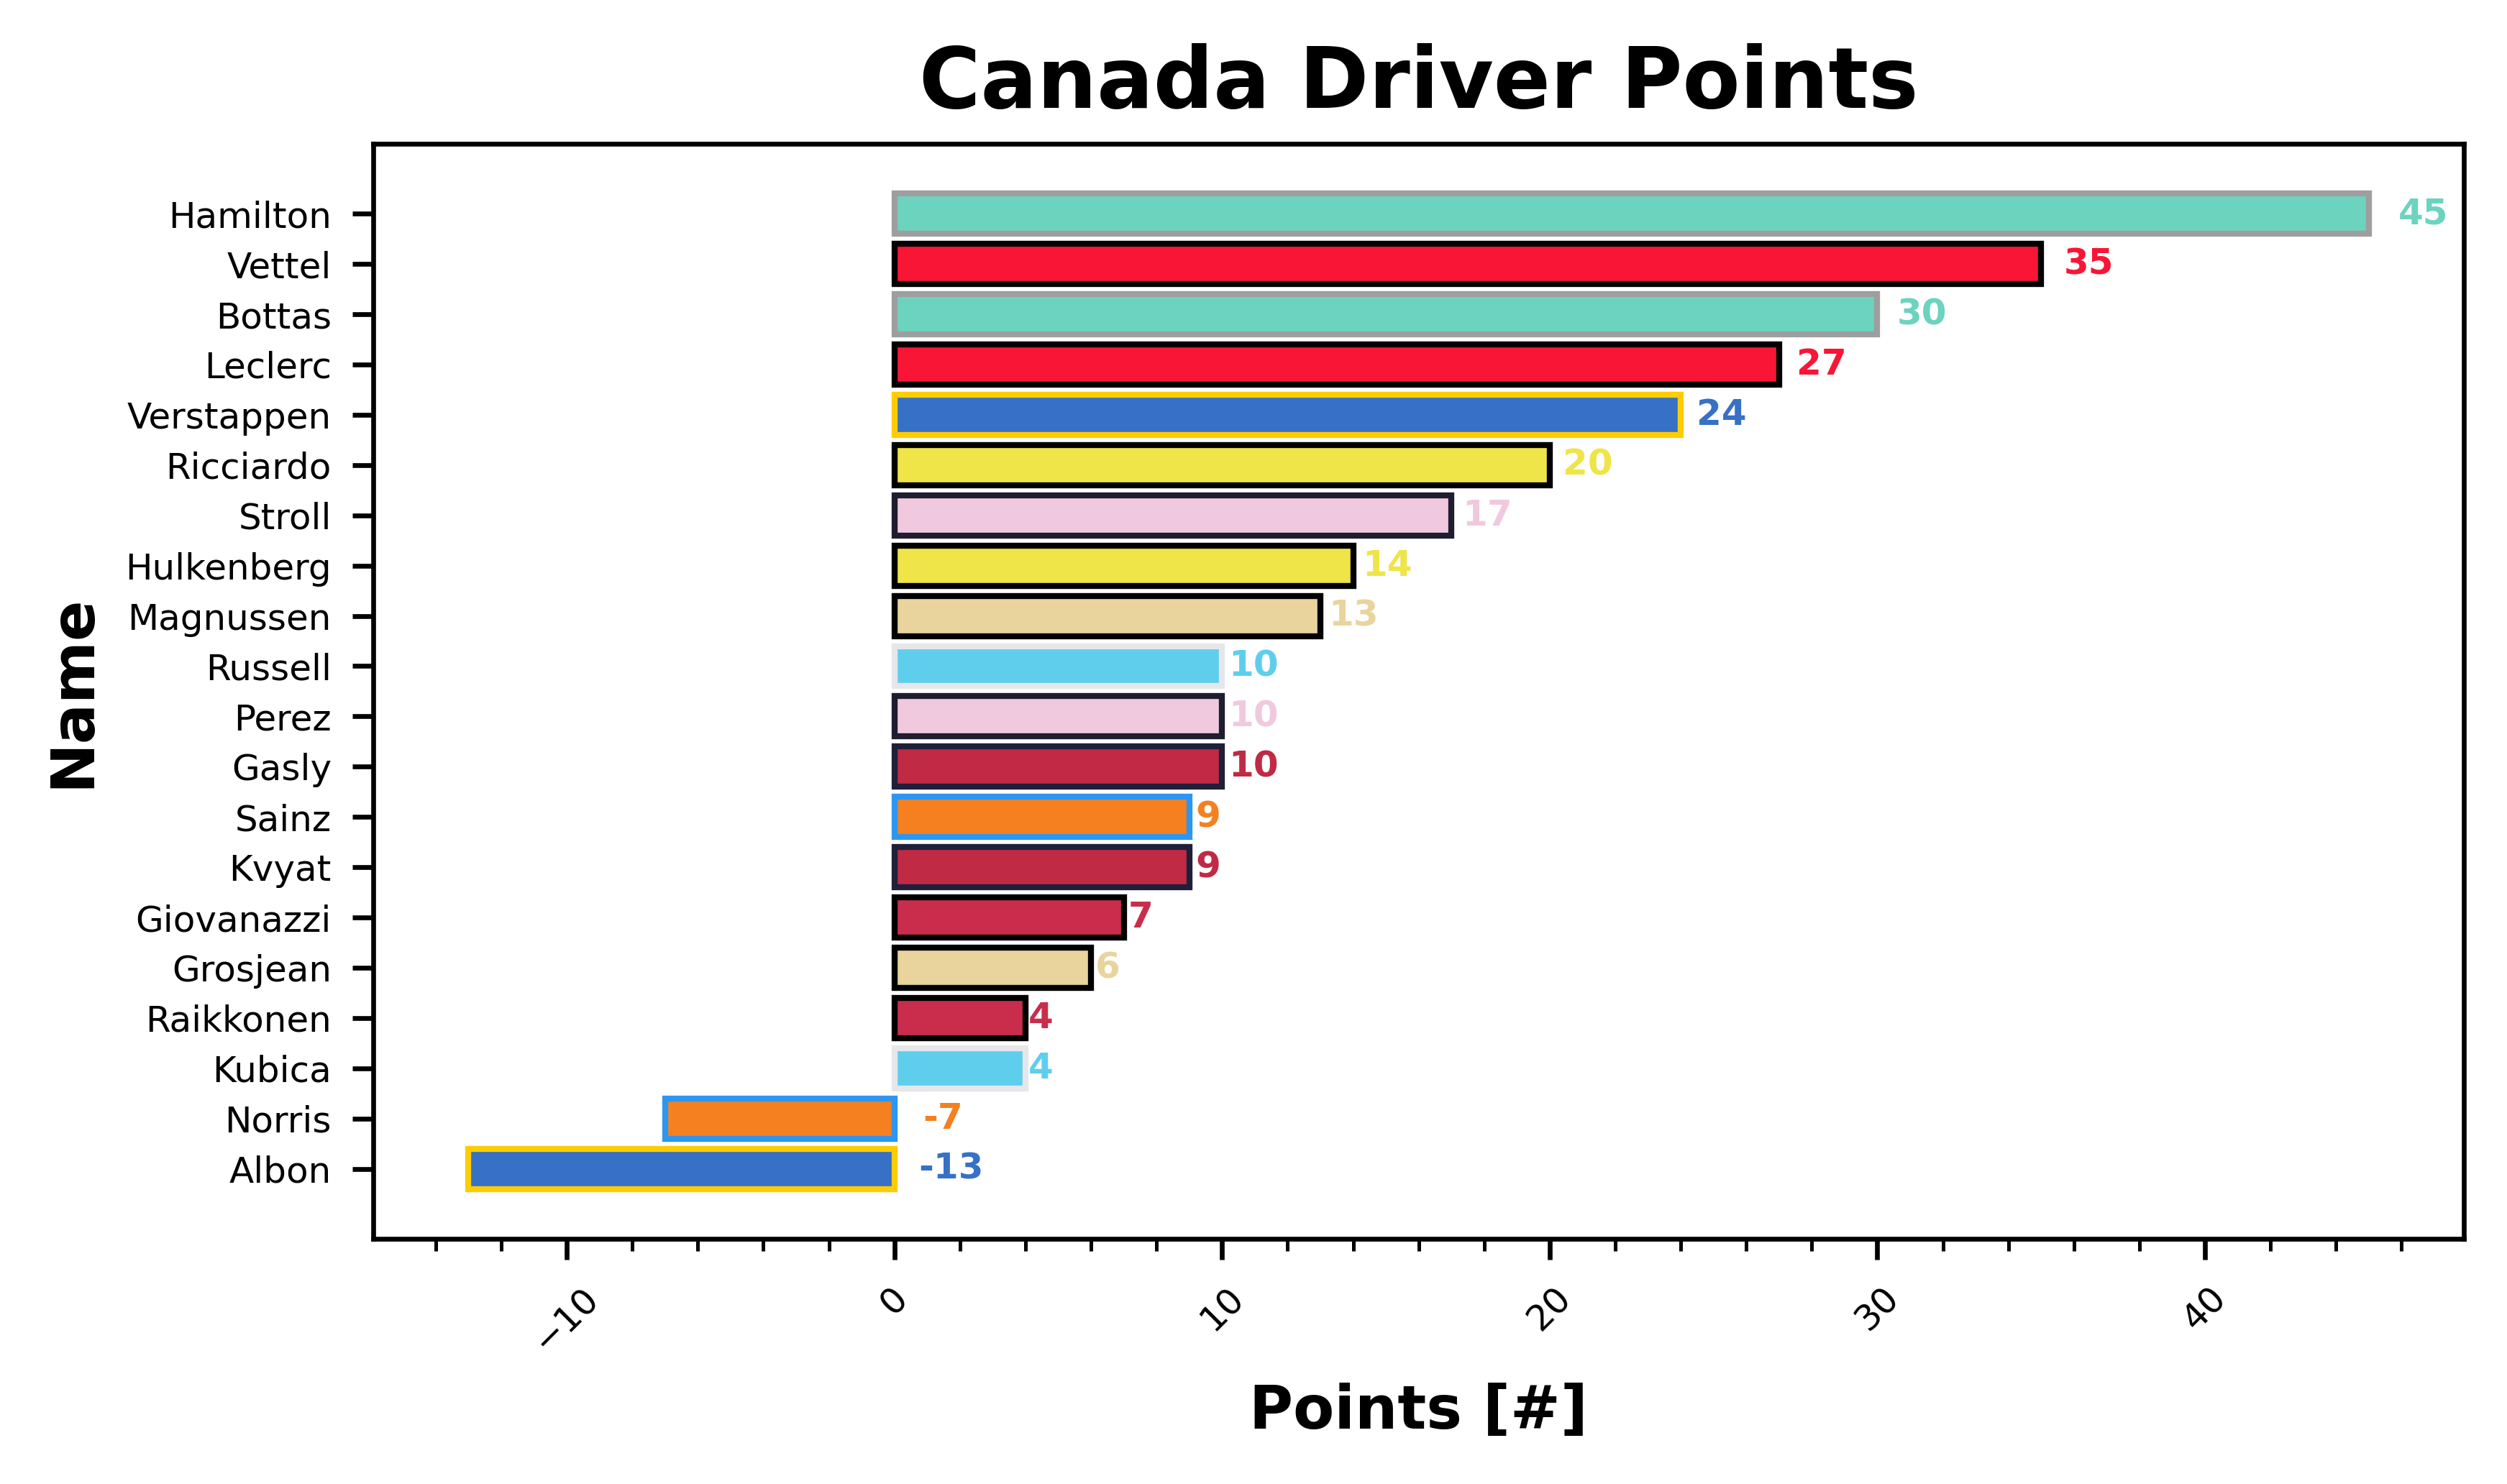 Canada Driver Points
Name
Hamilton 45
Vettel 35
Bottas 30
Leclerc 27
Verstappen 24
Ricciardo 20
Stroll 17
Hulkenberg 14
Magnussen 13
Russell 10
Perez 10
Gasly 10
Sainz 9
Kvyat 9
Giovanazzi 7
Grosjean 6
Raikkonen 4
Kubica 4
Norris -7
Albon -13
−10 0 10 20 30 40
Points [#]